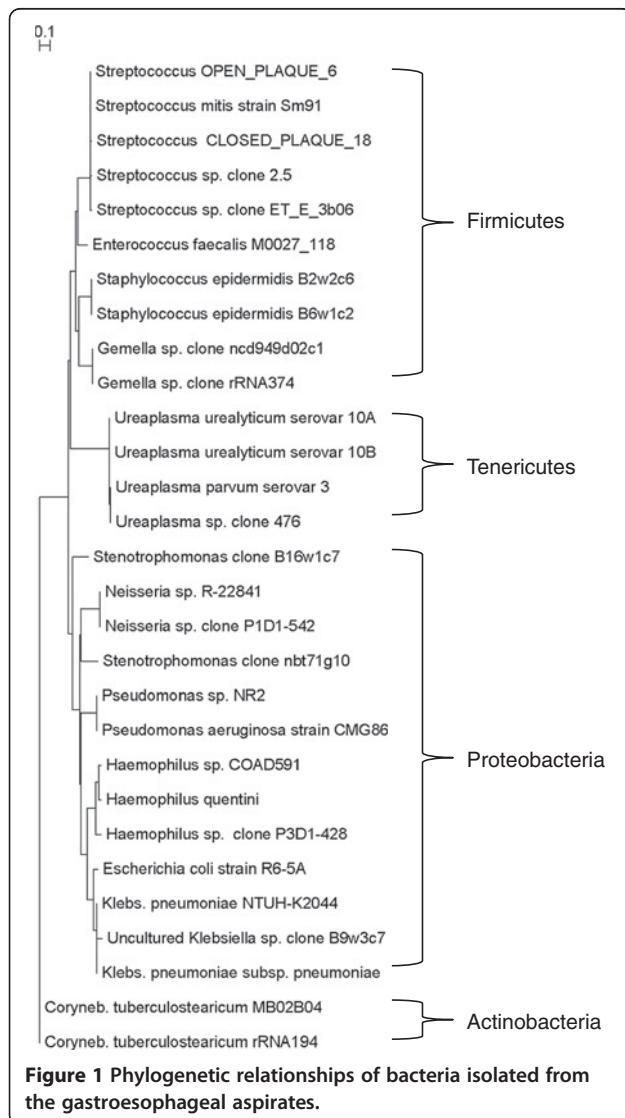 0.1
Streptococcus OPEN_PLAQUE_6
Streptococcus mitis strain Sm91
Streptococcus CLOSED_PLAQUE_18
Streptococcus sp. clone 2.5
Streptococcus sp. clone ET_E_3b06
Firmicutes
Enterococcus faecalis M0027_118
Staphylococcus epidermidis B2w2c6
Staphylococcus epidermidis B6w1c2
Gemella sp. clone ncd949d02c1
Gemella sp. clone rRNA374
Ureaplasma urealyticum serovar 10A
Ureaplasma urealyticum serovar 10B
Tenericutes
Ureaplasma parvum serovar 3
Ureaplasma sp. clone 476
Stenotrophomonas clone B16w1c7
Neisseria sp. R-22841
Neisseria sp. clone P1D1-542
Stenotrophomonas clone nbt71g10
Pseudomonas sp. NR2
Pseudomonas aeruginosa strain CMG86
Proteobacteria
Haemophilus sp. COAD591
Haemophilus quentini
Haemophilus sp. clone P3D1-428
Escherichia coli strain R6-5A
Klebs. pneumoniae NTUH-K2044
Uncultured Klebsiella sp. clone B9w3c7
Klebs. pneumoniae subsp. pneumoniae
Coryneb. tuberculostearicum MB02B04
Actinobacteria
Coryneb. tuberculostearicum rRNA194
Figure 1 Phylogenetic relationships of bacteria isolated from
the gastroesophageal aspirates.